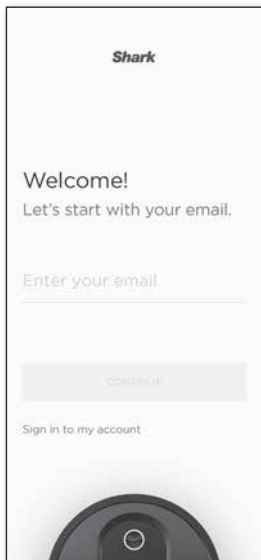 Shark
Welcome!
Let's start with your email.
Enter your email
CONTINUE
Sign in to my account